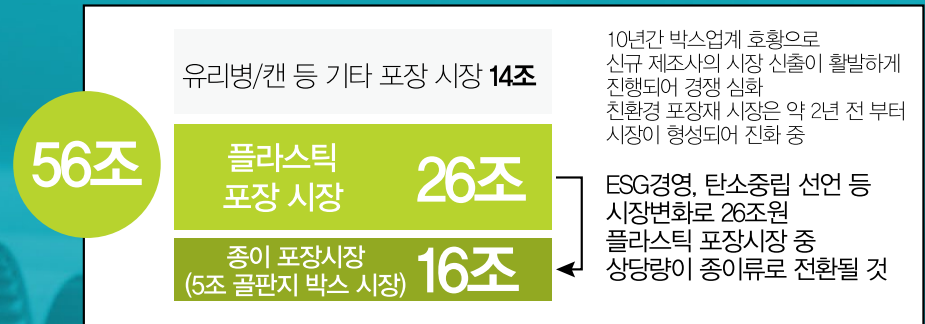 56조
유리병/캔 등 기타 포장 시장 14조
플라스틱
포장 시장
26조
종이 포장시장
(5조 골판지 박스 시장)
16조
10년간 박스업계 호황으로
신규 제조사의 시장 신출이 활발하게
진행되어 경쟁 심화
친환경 포장재 시장은 약 2년 전 부터
시장이 형성되어 진화 중
ESG경영, 탄소중립 선언 등
시장변화로 26조원
플라스틱 포장시장 중
상당량이 종이류로 전환될 것